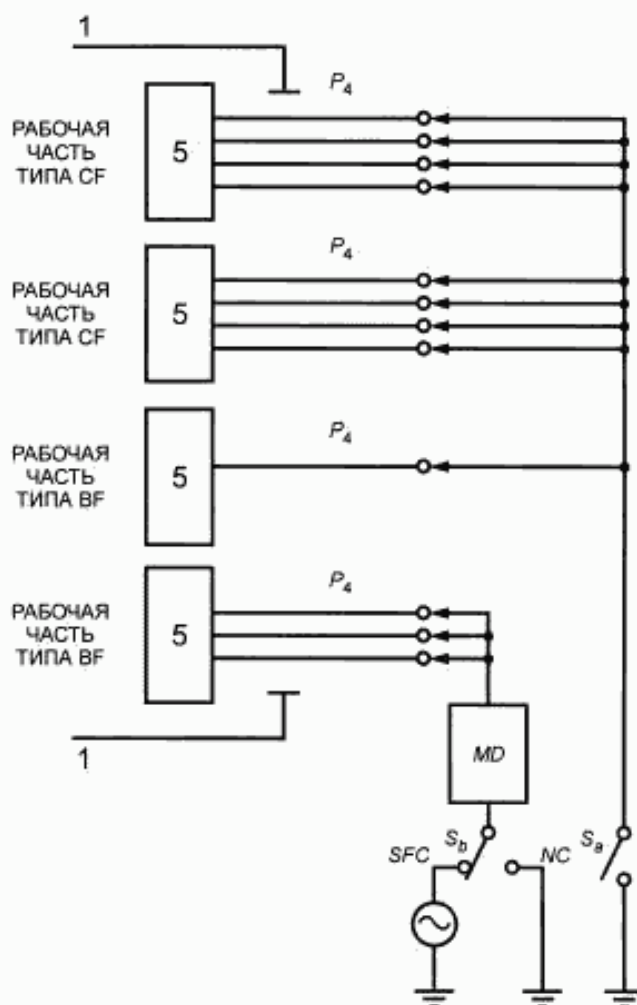 1
P4
РАБОЧАЯ
ЧАСТЬ
ТИПА CF
5
P4
РАБОЧАЯ
ЧАСТЬ
ТИПА CF
5
P4
РАБОЧАЯ
ЧАСТЬ
ТИПА BF
5
P4
РАБОЧАЯ
ЧАСТЬ
ТИПА BF
5
1
MD
SFC
Sb
NC
Sa